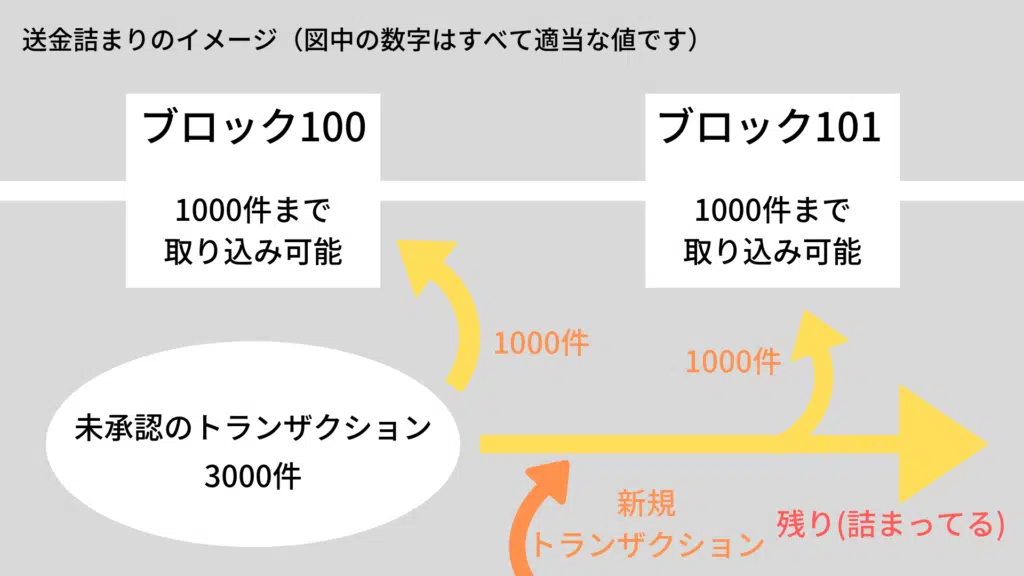 送金詰まりのイメージ（図中の数字はすべて適当な値です）
ブロック100
1000件まで
取り込み可能
ブロック101
1000件まで
取り込み可能
1000件
1000件
未承認のトランザクション
3000件
新規
トランザクション
残り(詰まってる)